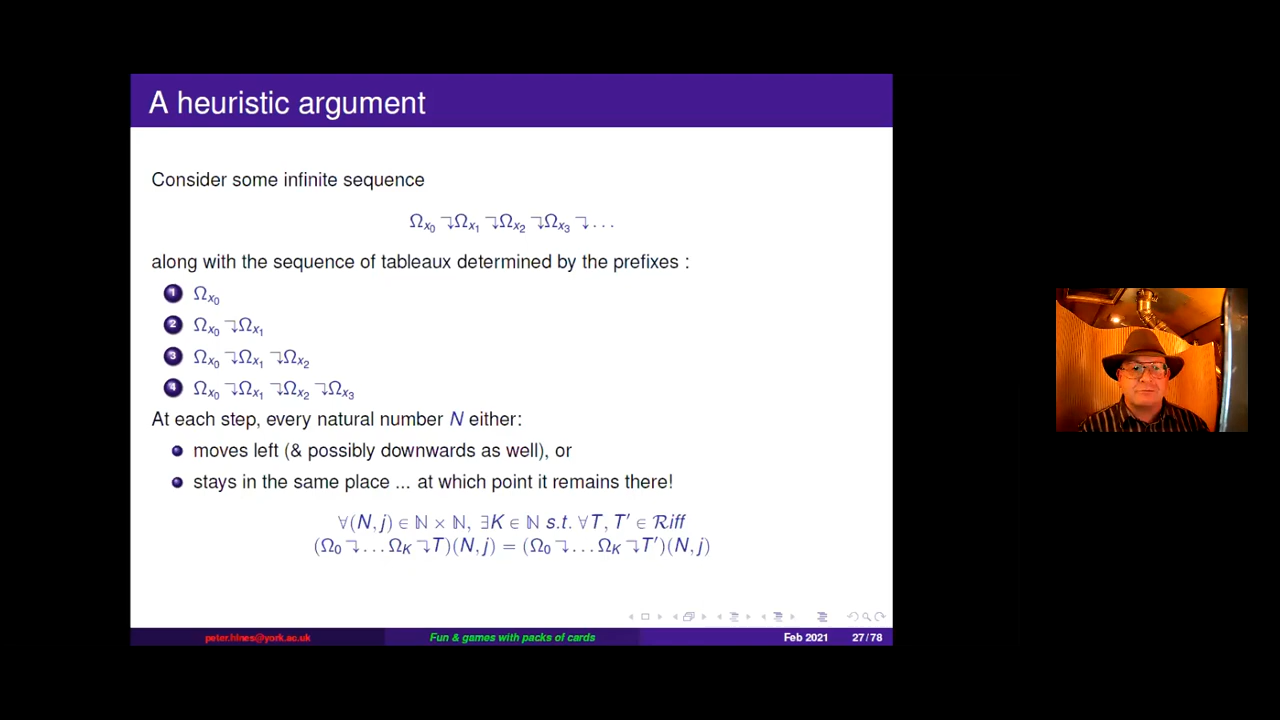 A heuristic argument
Consider some infinite sequence
Ωx₀ ⤵Ωx₁ ⤵Ωx₂ ⤵Ωx₃ ⤵...
along with the sequence of tableaux determined by the prefixes :
1 Ωx₀
2 Ωx₀ ⤵Ωx₁
3 Ωx₀ ⤵Ωx₁ ⤵Ωx₂
4 Ωx₀ ⤵Ωx₁ ⤵Ωx₂ ⤵Ωx₃
At each step, every natural number N either:
moves left (& possibly downwards as well), or
stays in the same place ... at which point it remains there!
∀(N, j) ∈ ℕ × ℕ, ∃K ∈ ℕ s.t. ∀T, T′ ∈ Riff
(Ω₀ ⤵...Ω_K ⤵T)(N, j) = (Ω₀ ⤵...Ω_K ⤵T′)(N, j)
peter.hines@york.ac.uk Fun & games with packs of cards Feb 2021 27/78